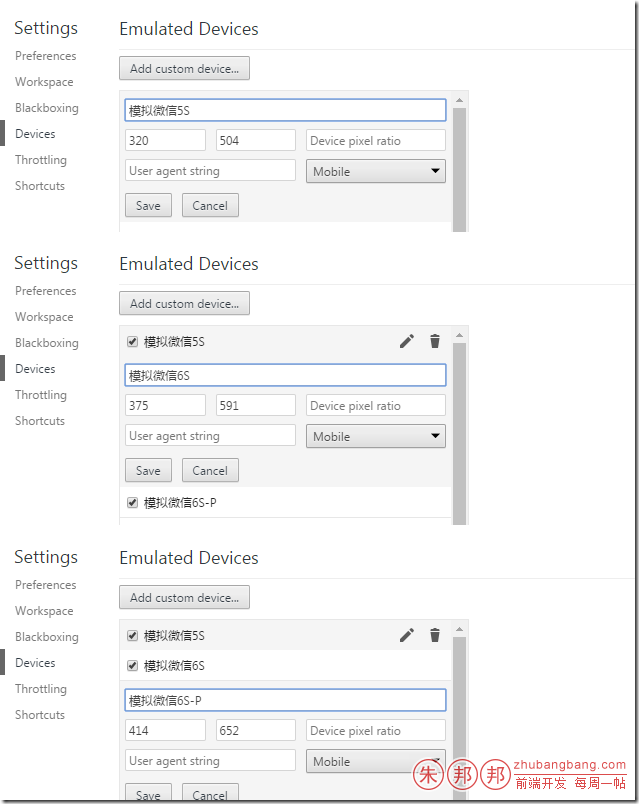 Settings
Emulated Devices
Preferences
Add custom device...
Workspace
Blackboxing
模拟微信5S
Devices
320 504 Device pixel ratio
Throttling
User agent string Mobile
Shortcuts
Save Cancel
Settings
Emulated Devices
Preferences
Add custom device...
Workspace
Blackboxing
模拟微信5S
Devices
模拟微信6S
Throttling
375 591 Device pixel ratio
Shortcuts
User agent string Mobile
Save Cancel
模拟微信6S-P
Settings
Emulated Devices
Preferences
Add custom device...
Workspace
Blackboxing
模拟微信5S
Devices
模拟微信6S
Throttling
模拟微信6S-P
Shortcuts
414 652 Device pixel ratio
User agent string Mobile
Save Cancel
朱邦邦
zhubangbang.com
前端开发 每周一帖